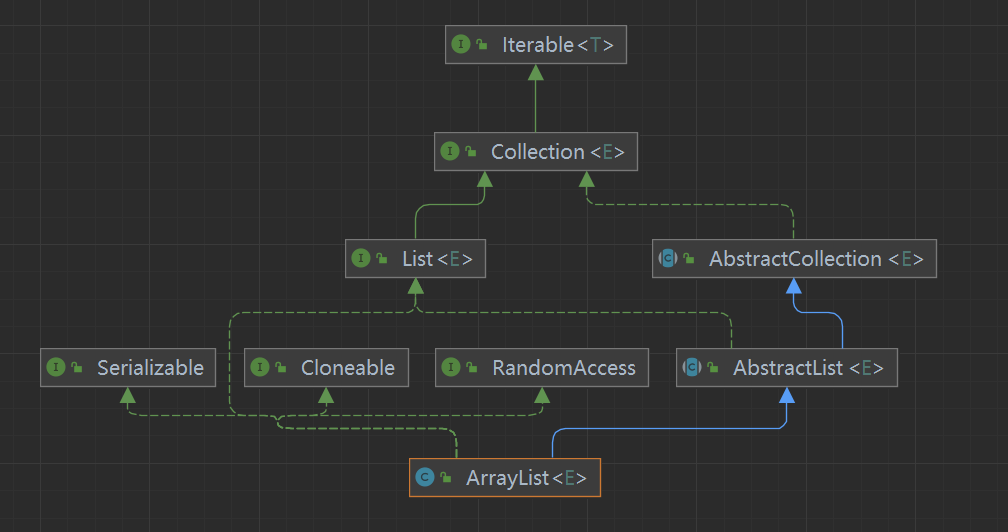 Iterable<T>
Collection<E>
List<E>
AbstractCollection<E>
Serializable
Cloneable
RandomAccess
AbstractList<E>
ArrayList<E>